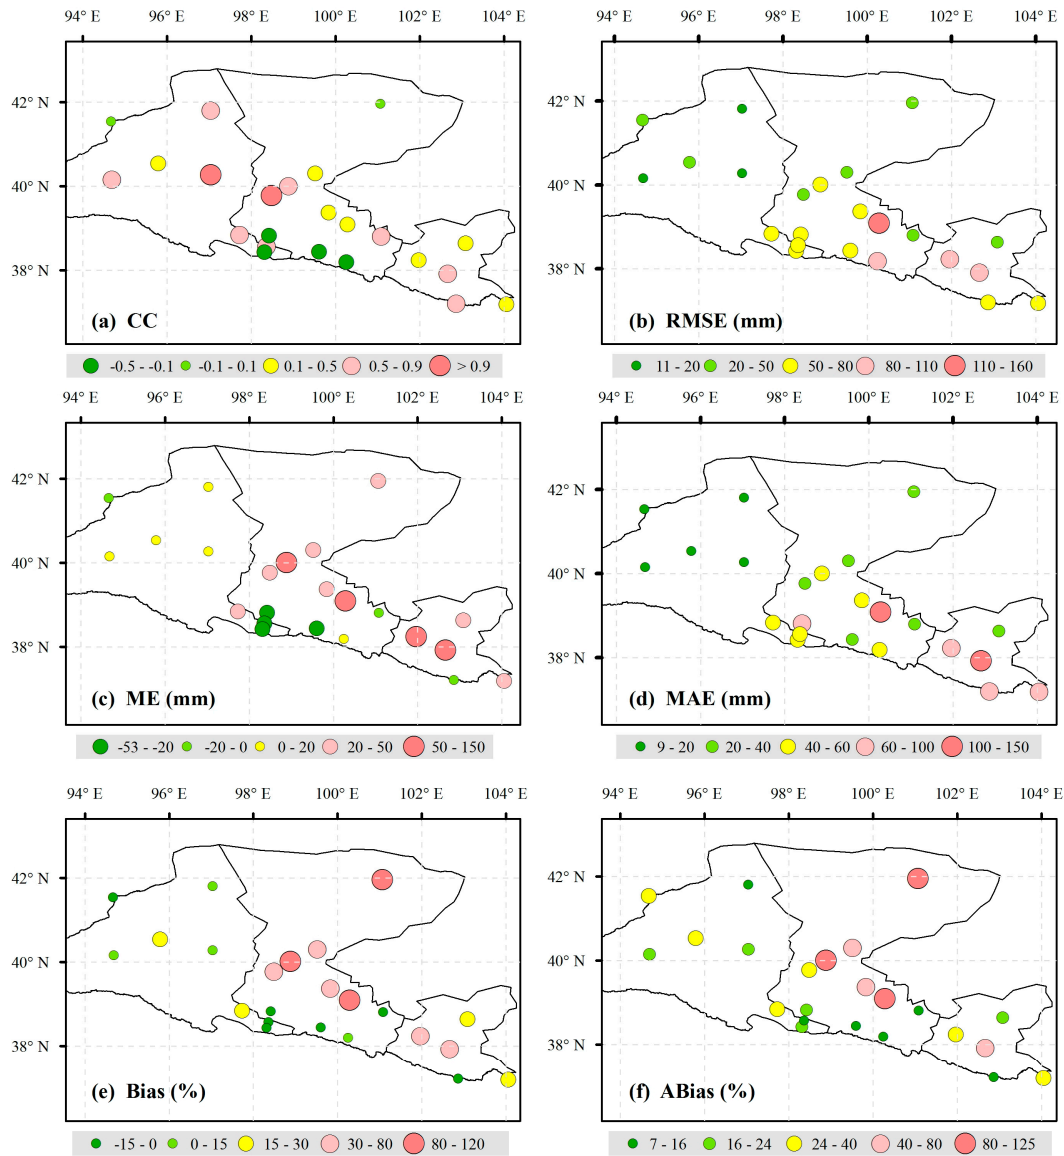 94° E 96° E 98° E 100° E 102° E 104° E
94° E 96° E 98° E 100° E 102° E 104° E
42° N
40° N
38° N
42° N
40° N
38° N
(a) CC
(b) RMSE (mm)
-0.5 - -0.1 -0.1 - 0.1 0.1 - 0.5 0.5 - 0.9 > 0.9
11 - 20 20 - 50 50 - 80 80 - 110 110 - 160
94° E 96° E 98° E 100° E 102° E 104° E
94° E 96° E 98° E 100° E 102° E 104° E
42° N
40° N
38° N
42° N
40° N
38° N
(c) ME (mm)
(d) MAE (mm)
-53 - -20 -20 - 0 0 - 20 20 - 50 50 - 150
9 - 20 20 - 40 40 - 60 60 - 100 100 - 150
94° E 96° E 98° E 100° E 102° E 104° E
94° E 96° E 98° E 100° E 102° E 104° E
42° N
40° N
38° N
42° N
40° N
38° N
(e) Bias (%)
(f) ABias (%)
-15 - 0 0 - 15 15 - 30 30 - 80 80 - 120
7 - 16 16 - 24 24 - 40 40 - 80 80 - 125